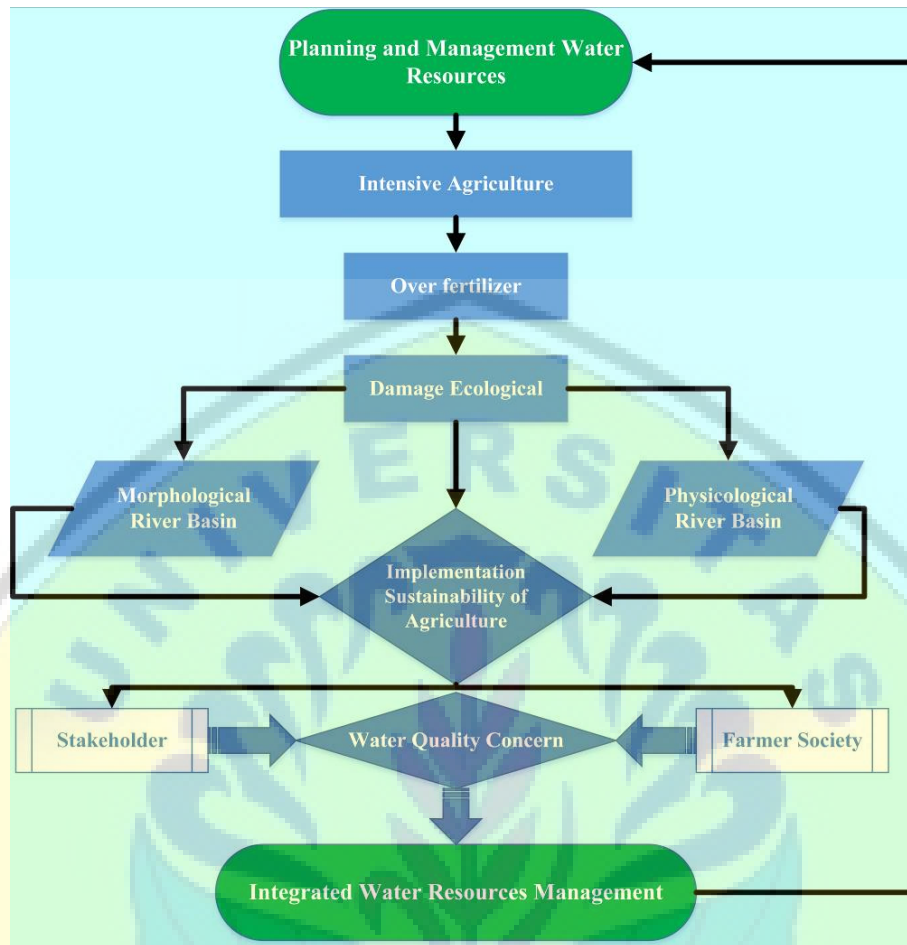 Planning and Management Water
Resources
Intensive Agriculture
Over fertilizer
Damage Ecological
Morphological
River Basin
Physicological
River Basin
Implementation
Sustainability of
Agriculture
Stakeholder
Water Quality Concern
Farmer Society
Integrated Water Resources Management
UNIVERSITAS